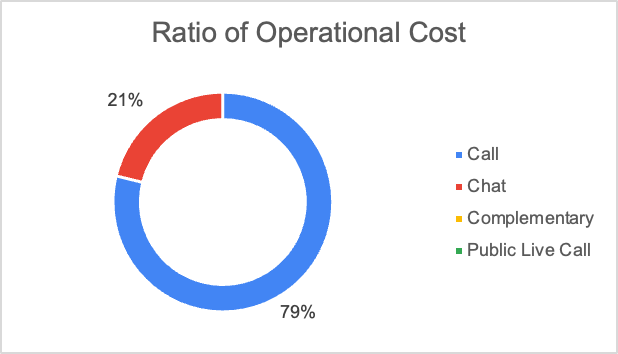 Ratio of Operational Cost
21%
Call
Chat
Complementary
Public Live Call
79%